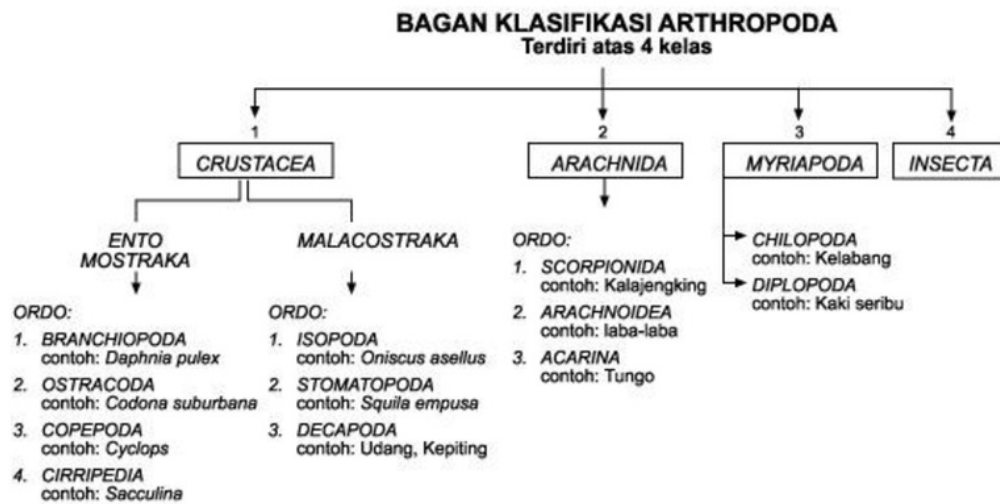 BAGAN KLASIFIKASI ARTHROPODA
Terdiri atas 4 kelas
1
CRUSTACEA
2
ARACHNIDA
3
MYRIAPODA
4
INSECTA
ENTO
MOSTRAKA
ORDO:
1. BRANCHIOPODA
contoh: Daphnia pulex
2. OSTRACODA
contoh: Codona suburbana
3. COPEPODA
contoh: Cyclops
4. CIRRIPEDIA
contoh: Sacculina
MALACOSTRAKA
ORDO:
1. ISOPODA
contoh: Oniscus asellus
2. STOMATOPODA
contoh: Squila empusa
3. DECAPODA
contoh: Udang, Kepiting
ORDO:
1. SCORPIONIDA
contoh: Kalajengking
2. ARACHNOIDEA
contoh: laba-laba
3. ACARINA
contoh: Tungo
CHILOPODA
contoh: Kelabang
DIPLOPODA
contoh: Kaki seribu